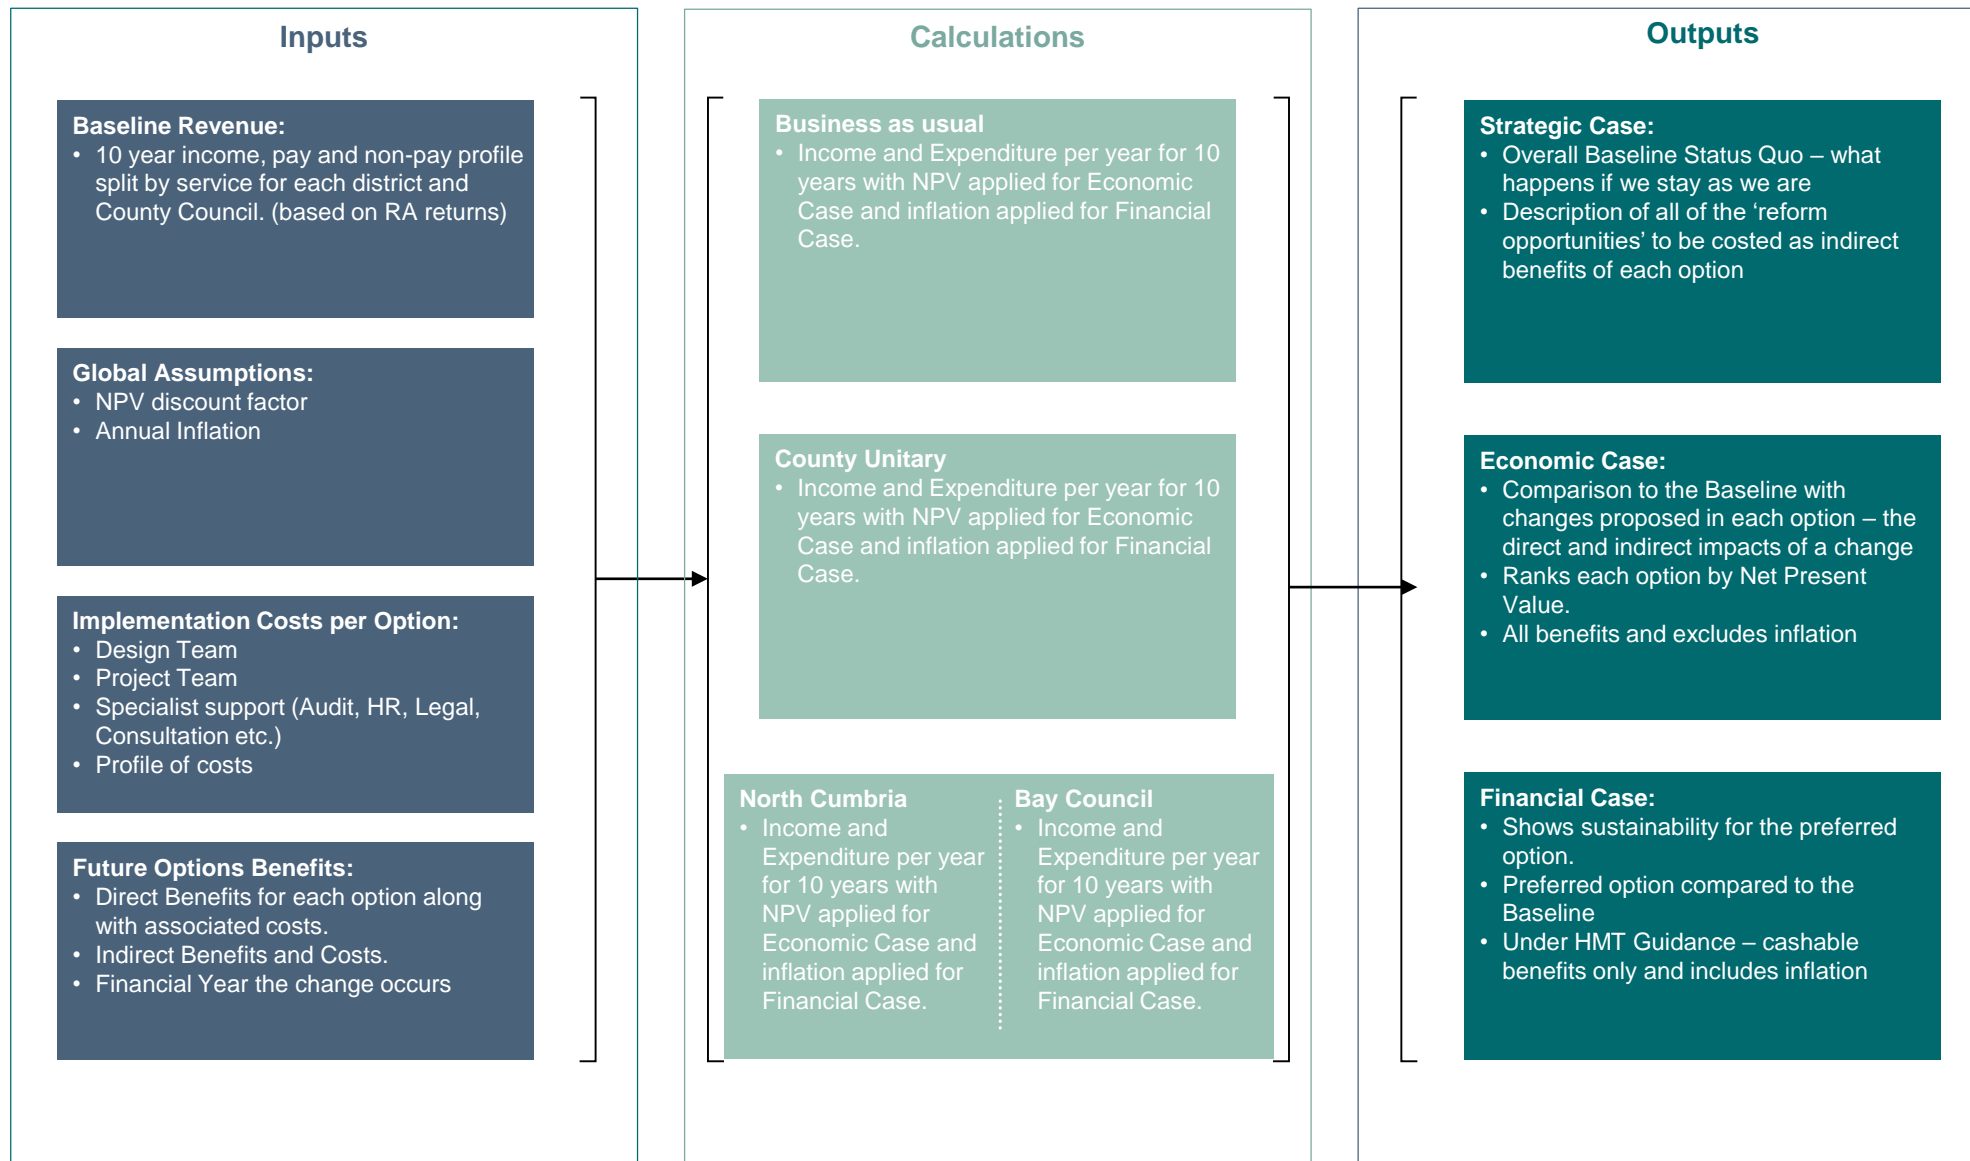 Inputs
Baseline Revenue:
• 10 year income, pay and non-pay profile
split by service for each district and
County Council. (based on RA returns)
Global Assumptions:
• NPV discount factor
• Annual Inflation
Implementation Costs per Option:
• Design Team
• Project Team
• Specialist support (Audit, HR, Legal,
Consultation etc.)
• Profile of costs
Future Options Benefits:
• Direct Benefits for each option along
with associated costs.
• Indirect Benefits and Costs.
• Financial Year the change occurs
Calculations
Business as usual
• Income and Expenditure per year for 10
years with NPV applied for Economic
Case and inflation applied for Financial
Case.
County Unitary
• Income and Expenditure per year for 10
years with NPV applied for Economic
Case and inflation applied for Financial
Case.
North Cumbria
• Income and
Expenditure per year
for 10 years with
NPV applied for
Economic Case and
inflation applied for
Financial Case.
Bay Council
• Income and
Expenditure per year
for 10 years with
NPV applied for
Economic Case and
inflation applied for
Financial Case.
Outputs
Strategic Case:
• Overall Baseline Status Quo – what
happens if we stay as we are
• Description of all of the ‘reform
opportunities’ to be costed as indirect
benefits of each option
Economic Case:
• Comparison to the Baseline with
changes proposed in each option – the
direct and indirect impacts of a change
• Ranks each option by Net Present
Value.
• All benefits and excludes inflation
Financial Case:
• Shows sustainability for the preferred
option.
• Preferred option compared to the
Baseline
• Under HMT Guidance – cashable
benefits only and includes inflation